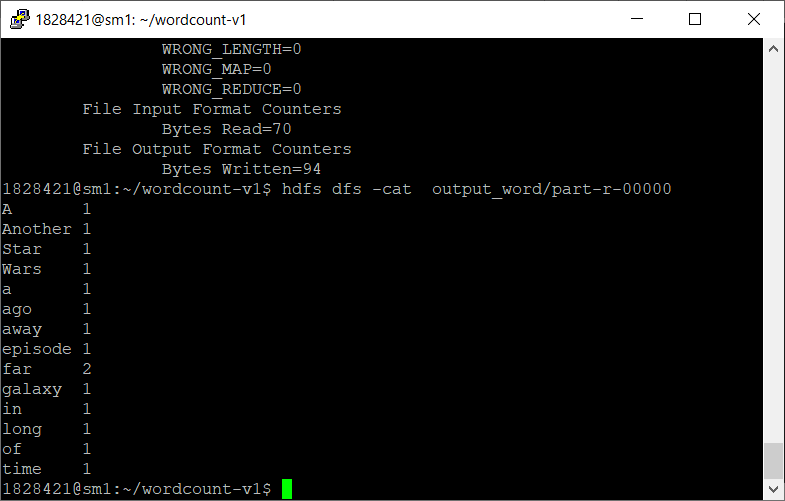 1828421@sm1: ~/wordcount-v1
WRONG_LENGTH=0
WRONG_MAP=0
WRONG_REDUCE=0
File Input Format Counters
Bytes Read=70
File Output Format Counters
Bytes Written=94
1828421@sm1:~/wordcount-v1$ hdfs dfs -cat  output_word/part-r-00000
A       1
Another 1
Star    1
Wars    1
a       1
ago     1
away    1
episode 1
far     2
galaxy  1
in      1
long    1
of      1
time    1
1828421@sm1:~/wordcount-v1$